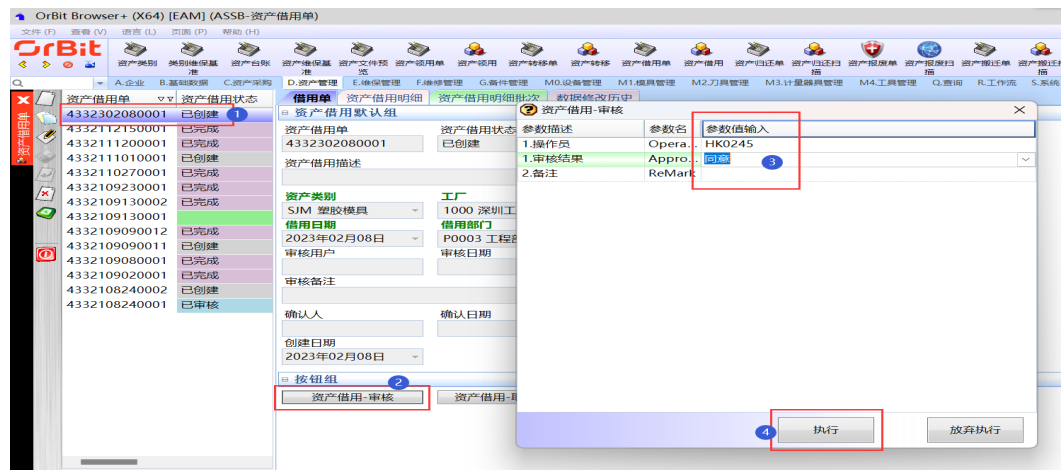 OrBit Browser+ (X64) [EAM] (ASSB-资产借用单)
文件 (F) 查看 (V) 语言 (L) 页面 (P) 帮助 (H)
OrBit
资产类别 类别维保基准 资产台账 资产维保基准 资产文件预览 资产领用单 资产领用 资产转移单 资产转移 资产借用单 资产借用 资产归还单 资产归还扫描 资产报废单 资产报废扫描 资产搬迁单 资产搬迁扫描
A.企业 B.基础数据 C.资产采购 D.资产管理 E.维保管理 F.维修管理 G.备件管理 M0.设备管理 M1.模具管理 M2.刀具管理 M3.计量器具管理 M4.工具管理 Q.查询 R.工作流 S.系统
资产借用单
资产借用单 资产借用状态
4332302080001 已创建 1
4332112150001 已完成
4332111200001 已完成
4332111010001 已创建
4332110270001 已完成
4332109230001 已完成
4332109130002 已完成
4332109130001
4332109090012 已完成
4332109090011 已创建
4332109080001 已完成
4332109020001 已完成
4332108240002 已创建
4332108240001 已审核
借用单 资产借用明细 资产借用明细批次 数据修改历史
资产借用默认组
资产借用单 资产借用状态
4332302080001 已创建
资产借用描述
资产类别 工厂
SJM 塑胶模具 1000 深圳工
借用日期 借用部门
2023年02月08日 P0003 工程部
审核用户 审核日期
审核备注
确认人 确认日期
创建日期
2023年02月08日
按钮组 2
资产借用-审核 资产借用-
资产借用-审核
参数描述 参数名 参数值输入
1.操作员 Opera... HK0245
1.审核结果 Appro... 同意 3
2.备注 ReMark
4 执行 放弃执行